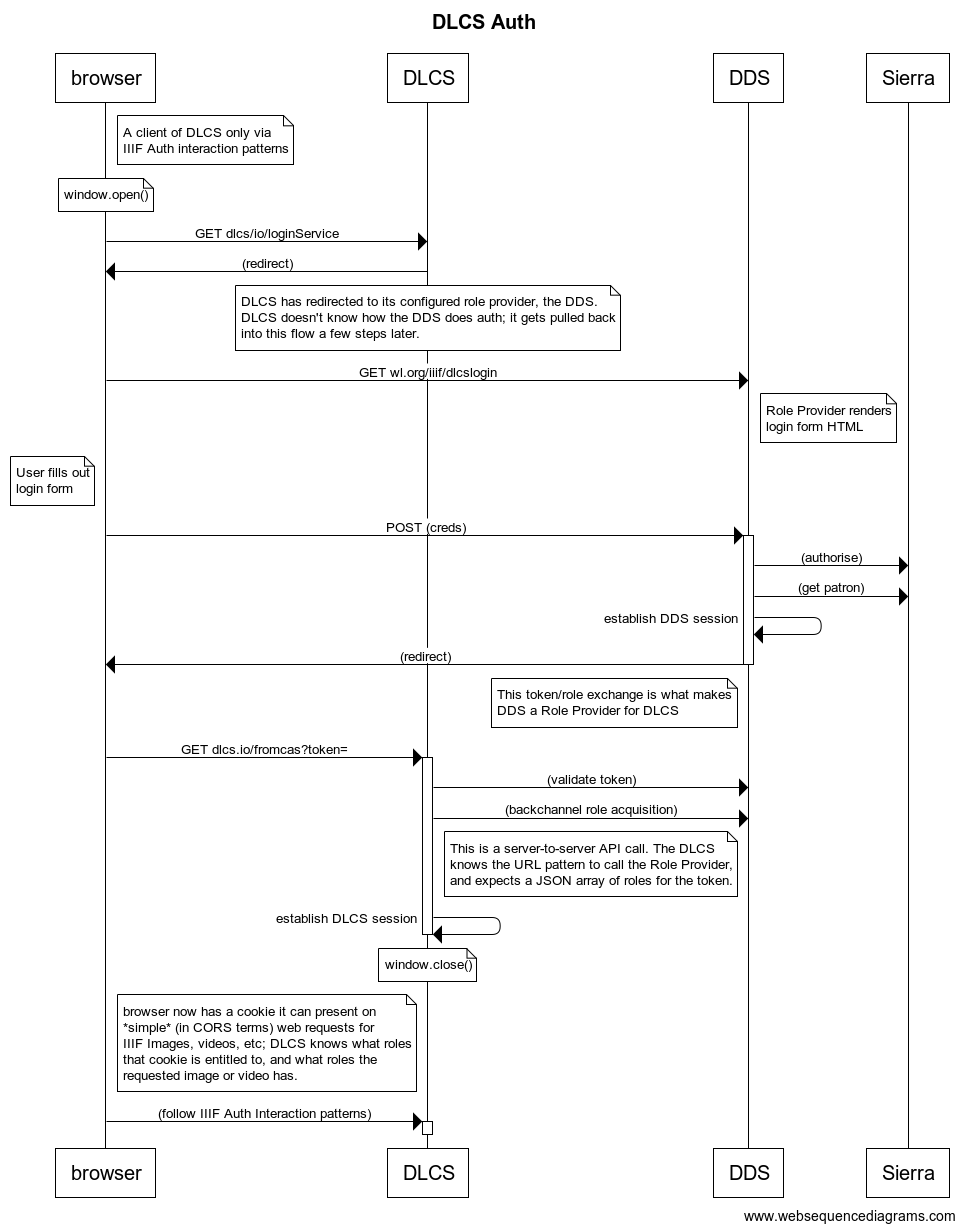 DLCS Auth
browser
DLCS
DDS
Sierra
A client of DLCS only via
IIIF Auth interaction patterns
window.open()
GET dlcs/io/loginService
(redirect)
DLCS has redirected to its configured role provider, the DDS.
DLCS doesn't know how the DDS does auth; it gets pulled back
into this flow a few steps later.
GET wl.org/iiif/dlcslogin
Role Provider renders
login form HTML
User fills out
login form
POST (creds)
(authorise)
(get patron)
establish DDS session
(redirect)
This token/role exchange is what makes
DDS a Role Provider for DLCS
GET dlcs.io/fromcas?token=
(validate token)
(backchannel role acquisition)
This is a server-to-server API call. The DLCS
knows the URL pattern to call the Role Provider,
and expects a JSON array of roles for the token.
establish DLCS session
window.close()
browser now has a cookie it can present on
*simple* (in CORS terms) web requests for
IIIF Images, videos, etc; DLCS knows what roles
that cookie is entitled to, and what roles the
requested image or video has.
(follow IIIF Auth Interaction patterns)
browser
DLCS
DDS
Sierra
www.websequencediagrams.com